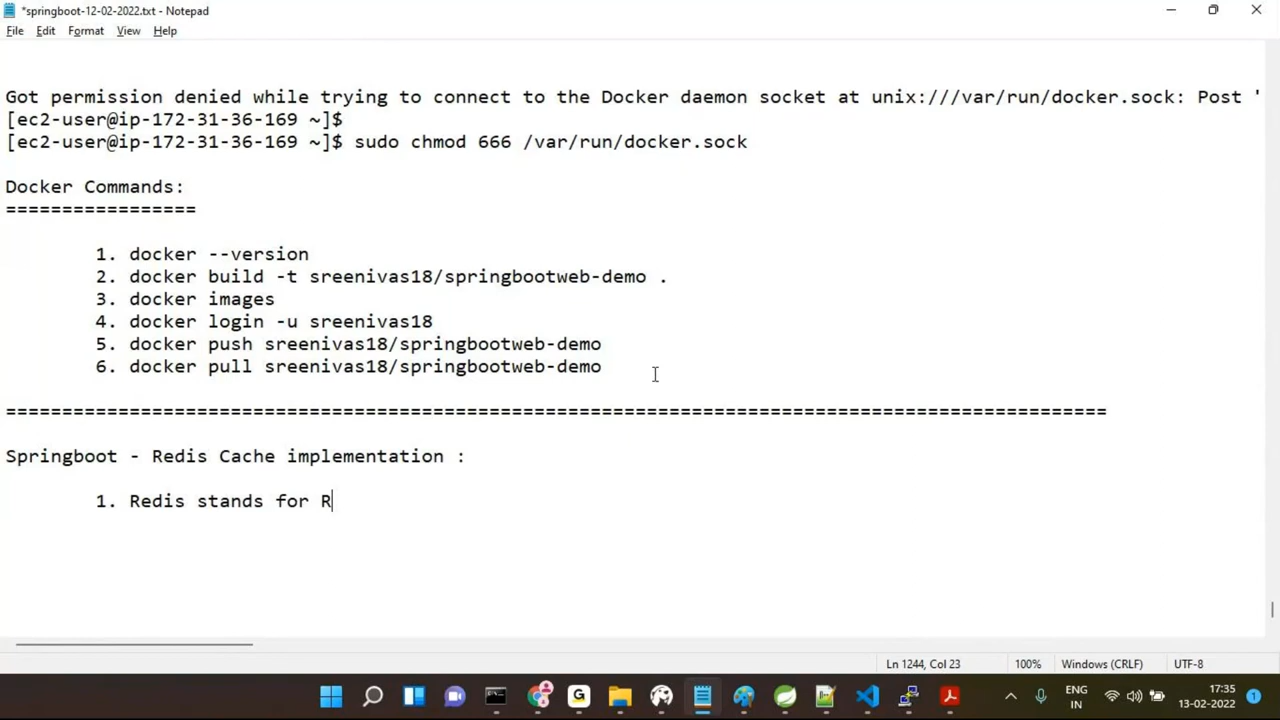 *springboot-12-02-2022.txt - Notepad
File Edit Format View Help
Got permission denied while trying to connect to the Docker daemon socket at unix:///var/run/docker.sock: Post '
[ec2-user@ip-172-31-36-169 ~]$
[ec2-user@ip-172-31-36-169 ~]$ sudo chmod 666 /var/run/docker.sock
Docker Commands:
=================
1. docker --version
2. docker build -t sreenivas18/springbootweb-demo .
3. docker images
4. docker login -u sreenivas18
5. docker push sreenivas18/springbootweb-demo
6. docker pull sreenivas18/springbootweb-demo
==================================================================================================
Springboot - Redis Cache implementation :
1. Redis stands for R
Ln 1244, Col 23 100% Windows (CRLF) UTF-8
ENG 17:35
IN 13-02-2022 1